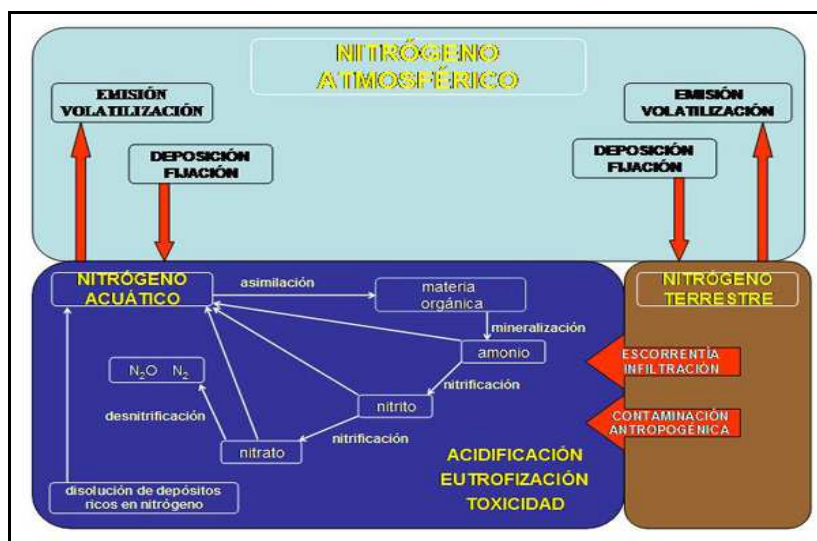 NITRÓGENO
ATMOSFÉRICO
EMISIÓN
VOLATILIZACIÓN
DEPOSICIÓN
FIJACIÓN
EMISIÓN
VOLATILIZACIÓN
DEPOSICIÓN
FIJACIÓN
NITRÓGENO
ACUÁTICO
asimilación
materia
orgánica
mineralización
amonio
nitrificación
nitrito
nitrificación
nitrato
desnitrificación
N₂O N₂
disolución de depósitos
ricos en nitrógeno
ACIDIFICACIÓN
EUTROFIZACIÓN
TOXICIDAD
NITRÓGENO
TERRESTRE
ESCORRENTÍA
INFILTRACIÓN
CONTAMINACIÓN
ANTROPOGÉNICA